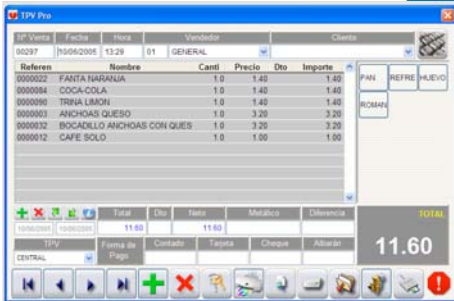 TPV Pro
Nº Venta Fecha Hora Vendedor Cliente
00297 10/06/2005 13:29 01 GENERAL
Referen Nombre Canti Precio Dto Importe
0000022 FANTA NARANJA 1.0 1.40 1.40
0000084 COCA-COLA 1.0 1.40 1.40
0000090 TRINA LIMON 1.0 1.40 1.40
0000003 ANCHOAS QUESO 1.0 3.20 3.20
0000032 BOCADILLO ANCHOAS CON QUES 1.0 3.20 3.20
0000012 CAFE SOLO 1.0 1.00 1.00
PAN REFRE HUEVO
ROMAN
Total Dto Neto Metálico Diferencia
10/06/2005 10/06/2005 11.60 11.60
TPV Forma de Pago Contado Tarjeta Cheque Albarán
CENTRAL
TOTAL
11.60